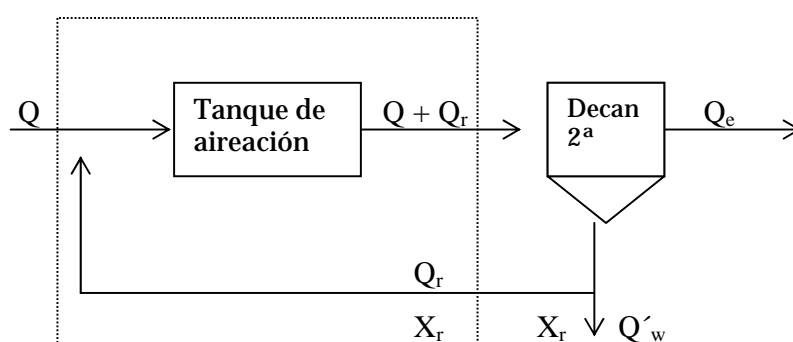 Q
Tanque de
aireación
Q + Qᵣ
Decan
2ª
Qₑ
Qᵣ
Xᵣ
Xᵣ
Q´w